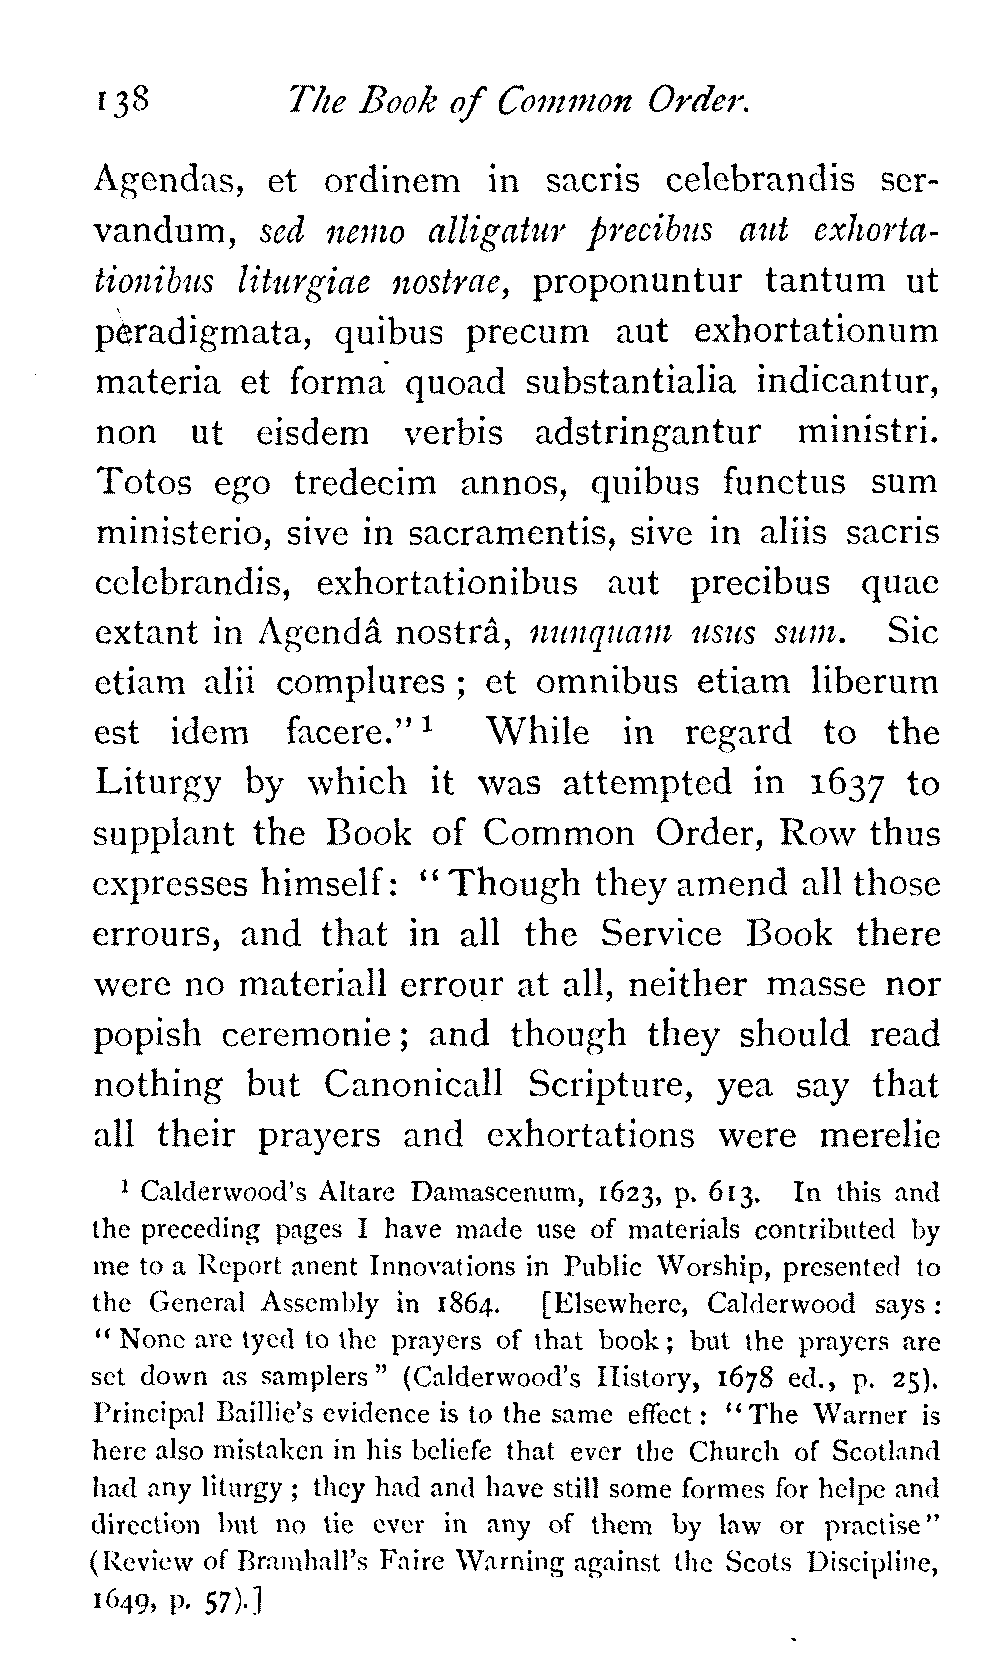 138 The Book of Common Order.
Agendas, et ordinem in sacris celebrandis ser-
vandum, sed nemo alligatur precibus aut exhorta-
tionibus liturgiae nostrae, proponuntur tantum ut
pèradigmata, quibus precum aut exhortationum
materia et forma quoad substantialia indicantur,
non ut eisdem verbis adstringantur ministri.
Totos ego tredecim annos, quibus functus sum
ministerio, sive in sacramentis, sive in aliis sacris
celebrandis, exhortationibus aut precibus quae
extant in Agendâ nostrâ, nunquam usus sum. Sic
etiam alii complures ; et omnibus etiam liberum
est idem facere.” ¹ While in regard to the
Liturgy by which it was attempted in 1637 to
supplant the Book of Common Order, Row thus
expresses himself: “ Though they amend all those
errours, and that in all the Service Book there
were no materiall errour at all, neither masse nor
popish ceremonie ; and though they should read
nothing but Canonicall Scripture, yea say that
all their prayers and exhortations were merelie
¹ Calderwood’s Altare Damascenum, 1623, p. 613. In this and
the preceding pages I have made use of materials contributed by
me to a Report anent Innovations in Public Worship, presented to
the General Assembly in 1864. [Elsewhere, Calderwood says :
“ None are tyed to the prayers of that book ; but the prayers are
set down as samplers ” (Calderwood’s History, 1678 ed., p. 25).
Principal Baillie’s evidence is to the same effect : “ The Warner is
here also mistaken in his beliefe that ever the Church of Scotland
had any liturgy ; they had and have still some formes for helpe and
direction but no tie ever in any of them by law or practise ”
(Review of Bramhall’s Faire Warning against the Scots Discipline,
1649, p. 57).]